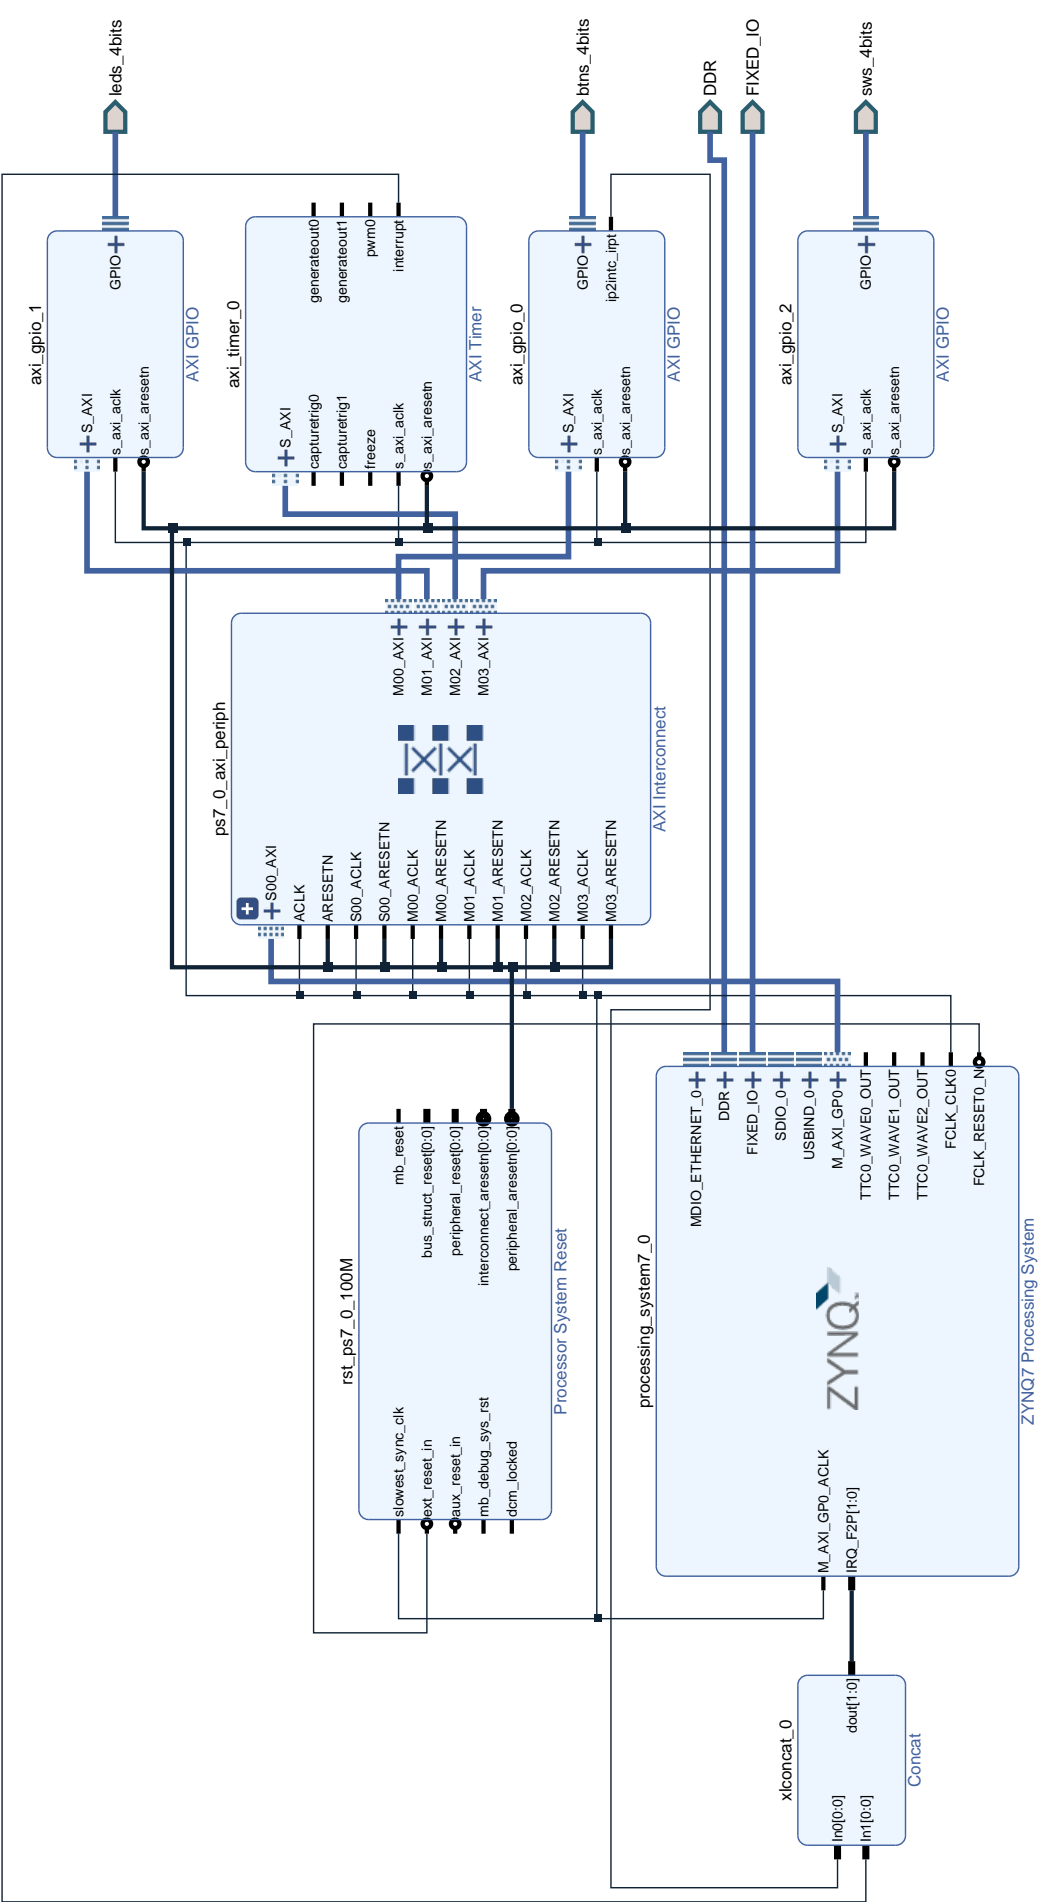 xlconcat_0
In0[0:0]
In1[0:0]
dout[1:0]
Concat
rst_ps7_0_100M
slowest_sync_clk
ext_reset_in
aux_reset_in
mb_debug_sys_rst
dcm_locked
mb_reset
bus_struct_reset[0:0]
peripheral_reset[0:0]
interconnect_aresetn[0:0]
peripheral_aresetn[0:0]
Processor System Reset
processing_system7_0
M_AXI_GP0_ACLK
IRQ_F2P[1:0]
ZYNQ
MDIO_ETHERNET_0
DDR
FIXED_IO
SDIO_0
USBIND_0
M_AXI_GP0
TTC0_WAVE0_OUT
TTC0_WAVE1_OUT
TTC0_WAVE2_OUT
FCLK_CLK0
FCLK_RESET0_N
ZYNQ7 Processing System
ps7_0_axi_periph
S00_AXI
ACLK
ARESETN
S00_ACLK
S00_ARESETN
M00_ACLK
M00_ARESETN
M01_ACLK
M01_ARESETN
M02_ACLK
M02_ARESETN
M03_ACLK
M03_ARESETN
M00_AXI
M01_AXI
M02_AXI
M03_AXI
AXI Interconnect
axi_gpio_1
S_AXI
s_axi_aclk
s_axi_aresetn
GPIO
AXI GPIO
axi_timer_0
S_AXI
capturetrig0
capturetrig1
freeze
s_axi_aclk
s_axi_aresetn
generateout0
generateout1
pwm0
interrupt
AXI Timer
axi_gpio_0
S_AXI
s_axi_aclk
s_axi_aresetn
GPIO
ip2intc_irpt
AXI GPIO
axi_gpio_2
S_AXI
s_axi_aclk
s_axi_aresetn
GPIO
AXI GPIO
leds_4bits
btns_4bits
DDR
FIXED_IO
sws_4bits